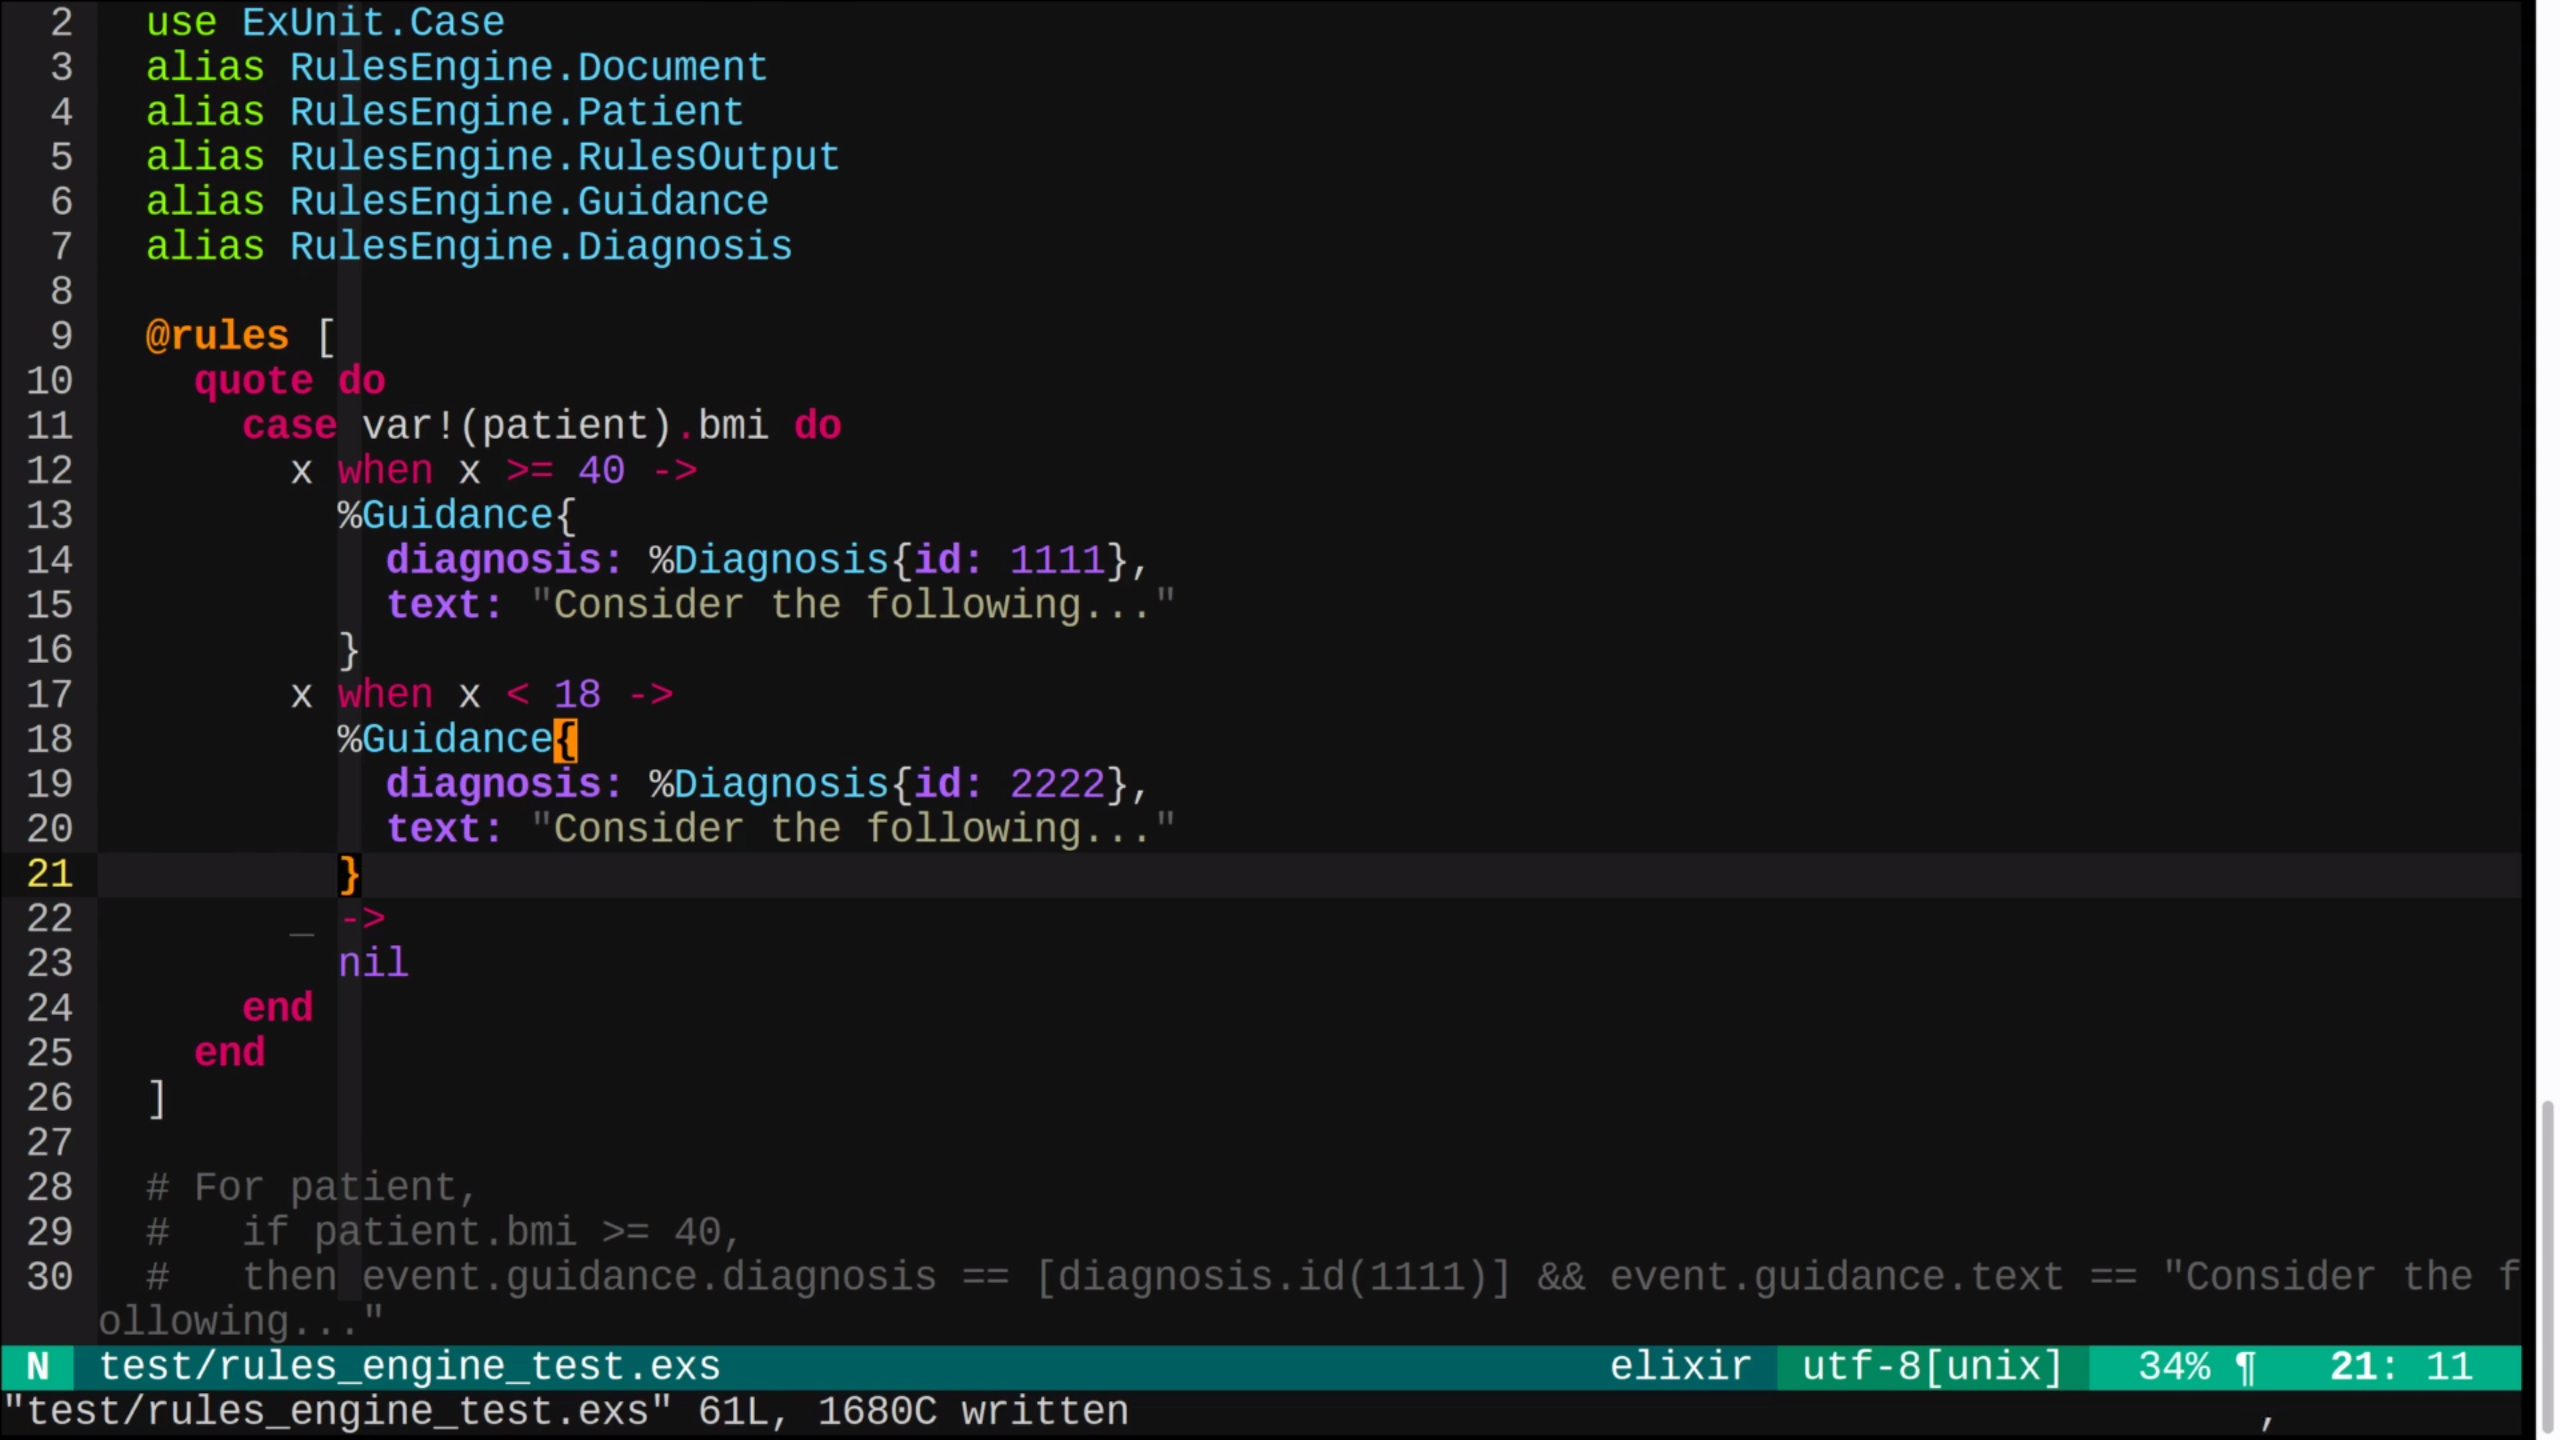 2   use ExUnit.Case
3   alias RulesEngine.Document
4   alias RulesEngine.Patient
5   alias RulesEngine.RulesOutput
6   alias RulesEngine.Guidance
7   alias RulesEngine.Diagnosis
8
9   @rules [
10     quote do
11       case var!(patient).bmi do
12         x when x >= 40 ->
13           %Guidance{
14             diagnosis: %Diagnosis{id: 1111},
15             text: "Consider the following..."
16           }
17         x when x < 18 ->
18           %Guidance{
19             diagnosis: %Diagnosis{id: 2222},
20             text: "Consider the following..."
21           }
22         _ ->
23           nil
24       end
25     end
26   ]
27
28   # For patient,
29   #   if patient.bmi >= 40,
30   #   then event.guidance.diagnosis == [diagnosis.id(1111)] && event.guidance.text == "Consider the f
ollowing..."
N test/rules_engine_test.exs elixir utf-8[unix] 34% ¶ 21: 11
"test/rules_engine_test.exs" 61L, 1680C written ,